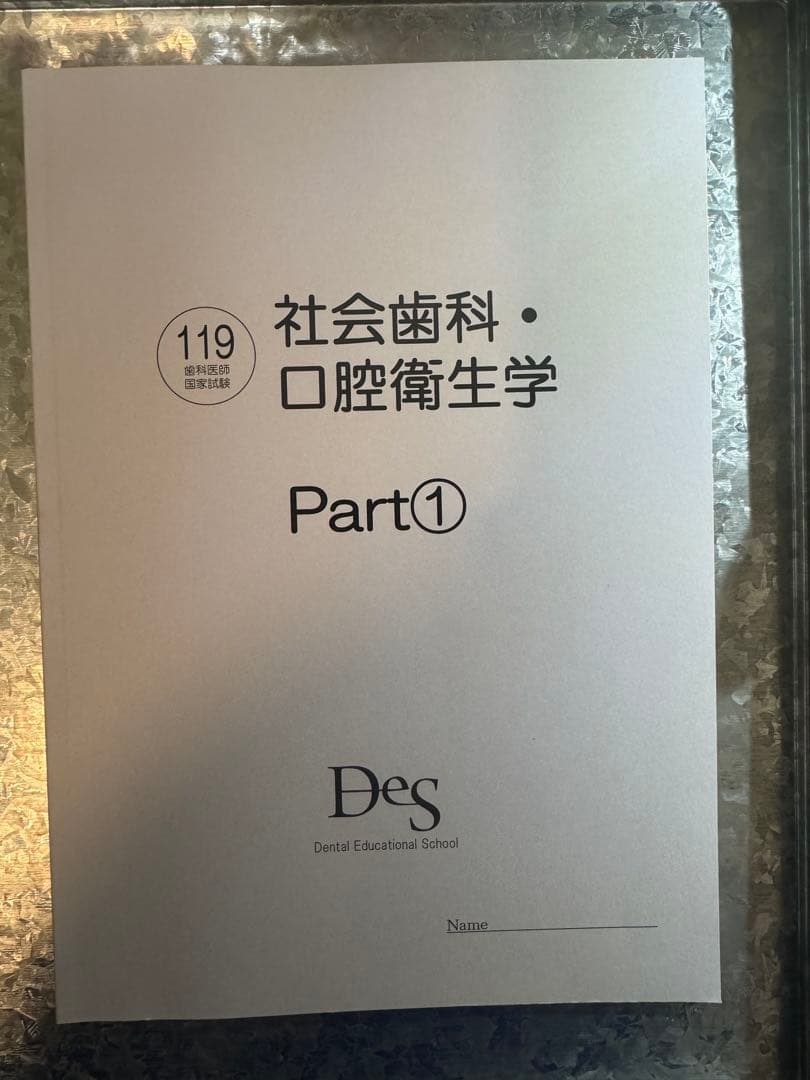 119
歯科医師
国家試験
社会歯科・
口腔衛生学
Part①
DeS
Dental Educational School
Name